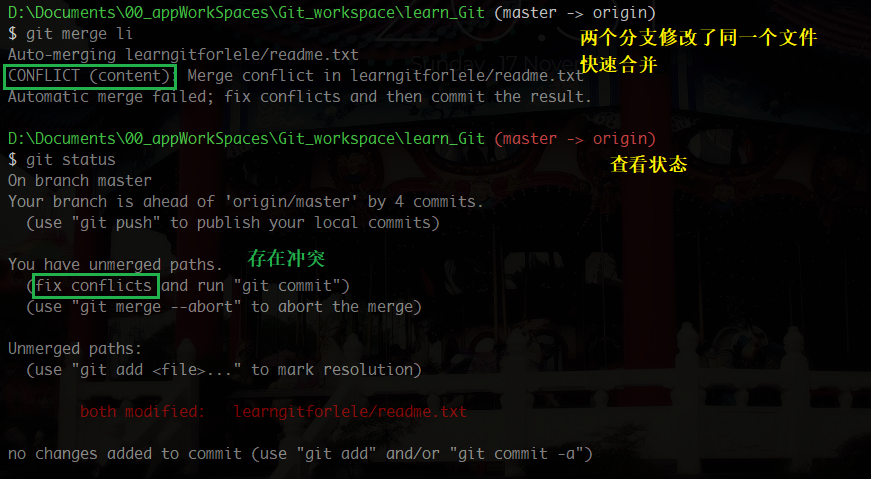 D:\Documents\00_appWorkSpaces\Git_workspace\learn_Git (master -> origin)
$ git merge li
两个分支修改了同一个文件
Auto-merging learngitforlele/readme.txt
快速合并
CONFLICT (content): Merge conflict in learngitforlele/readme.txt
Automatic merge failed; fix conflicts and then commit the result.
D:\Documents\00_appWorkSpaces\Git_workspace\learn_Git (master -> origin)
$ git status
查看状态
On branch master
Your branch is ahead of 'origin/master' by 4 commits.
(use "git push" to publish your local commits)
You have unmerged paths.
存在冲突
(fix conflicts and run "git commit")
(use "git merge --abort" to abort the merge)
Unmerged paths:
(use "git add <file>..." to mark resolution)
both modified: learngitforlele/readme.txt
no changes added to commit (use "git add" and/or "git commit -a")